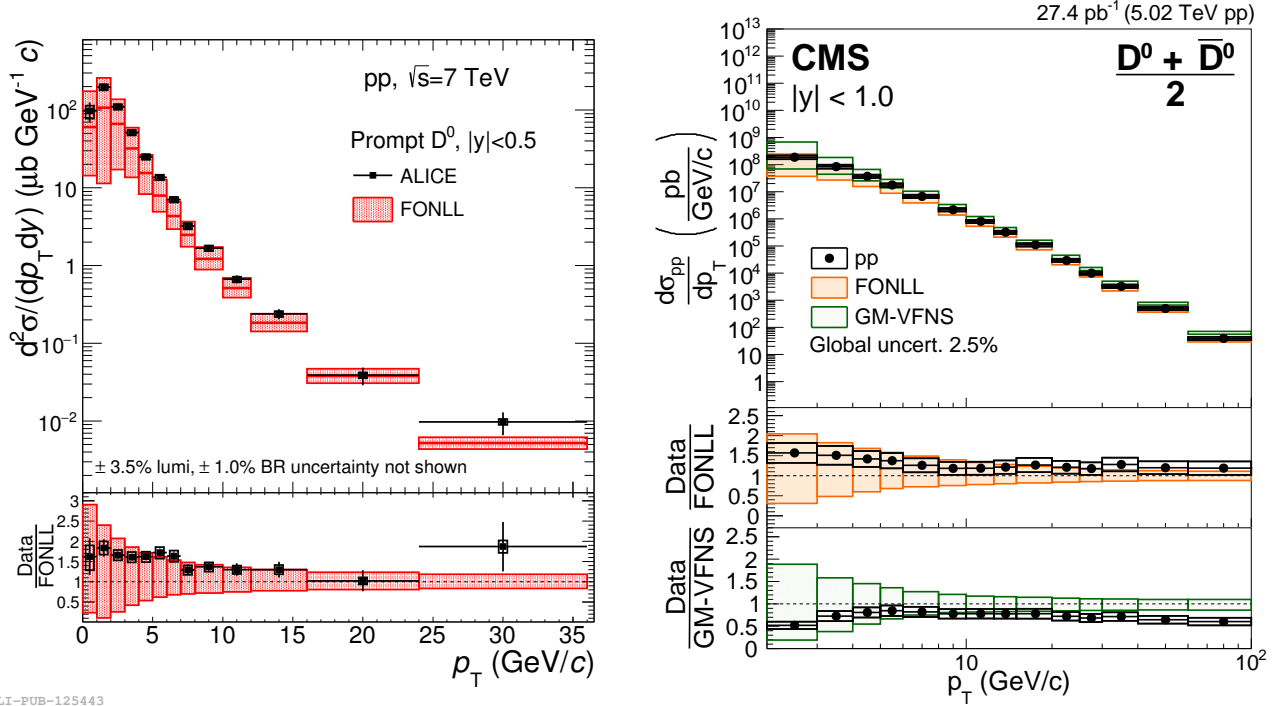 pp, √s=7 TeV
Prompt D⁰, |y|<0.5
ALICE
FONLL
d²σ/(dp_T dy) (μb GeV⁻¹ c)
10²
10
1
10⁻¹
10⁻²
± 3.5% lumi, ± 1.0% BR uncertainty not shown
Data
FONLL
3
2.5
2
1.5
1
0.5
0 5 10 15 20 25 30 35
p_T (GeV/c)
LI-PUB-125443
27.4 pb⁻¹ (5.02 TeV pp)
CMS
|y| < 1.0
D⁰ + D̅⁰
2
dσ_pp
dp_T
( pb
GeV/c )
10¹³
10¹²
10¹¹
10¹⁰
10⁹
10⁸
10⁷
10⁶
10⁵
10⁴
10³
10²
10
1
pp
FONLL
GM-VFNS
Global uncert. 2.5%
Data
FONLL
2.5
2
1.5
1
0.5
0
Data
GM-VFNS
2.5
2
1.5
1
0.5
0
10 10²
p_T (GeV/c)